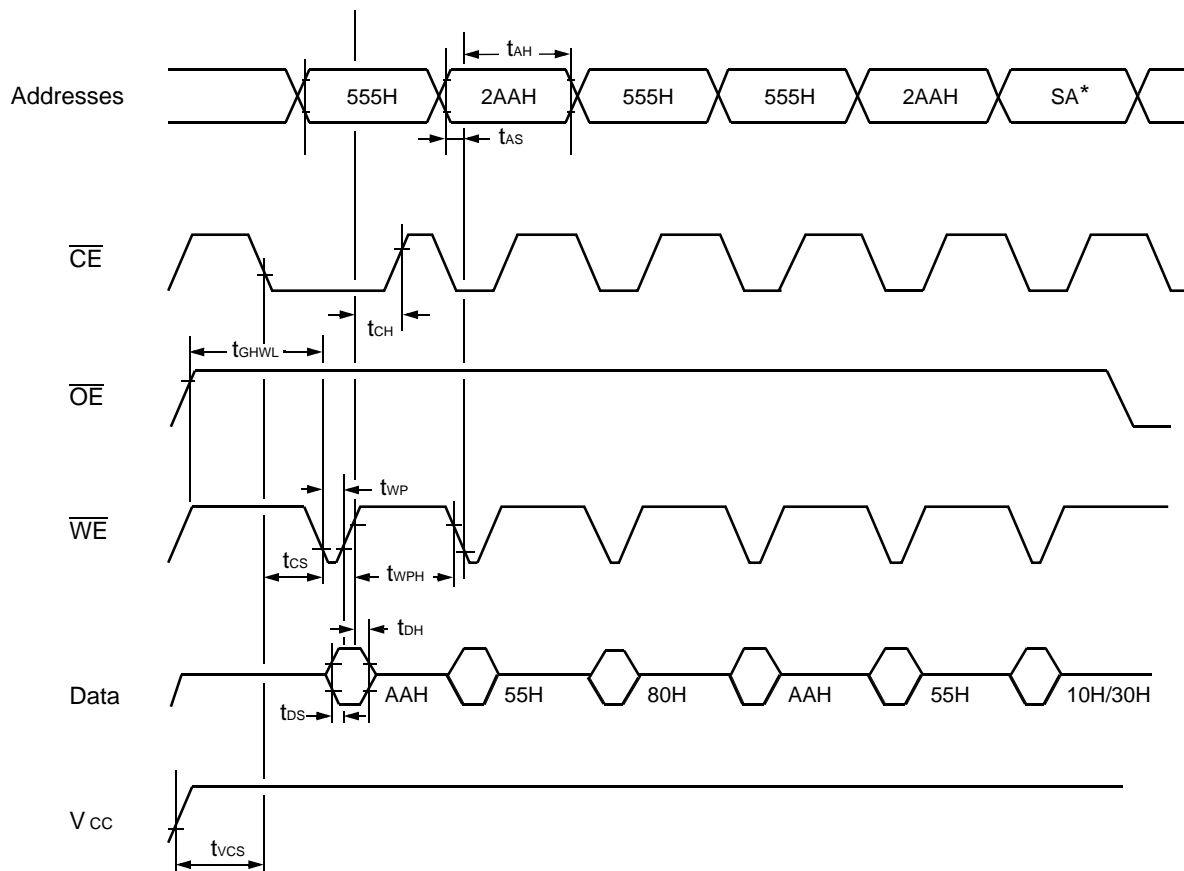 tAH
Addresses 555H 2AAH 555H 555H 2AAH SA*
tAS
CE
tCH
tGHWL
OE
tWP
WE
tCS
tWPH
tDH
Data AAH 55H 80H AAH 55H 10H/30H
tDS
VCC
tVCS